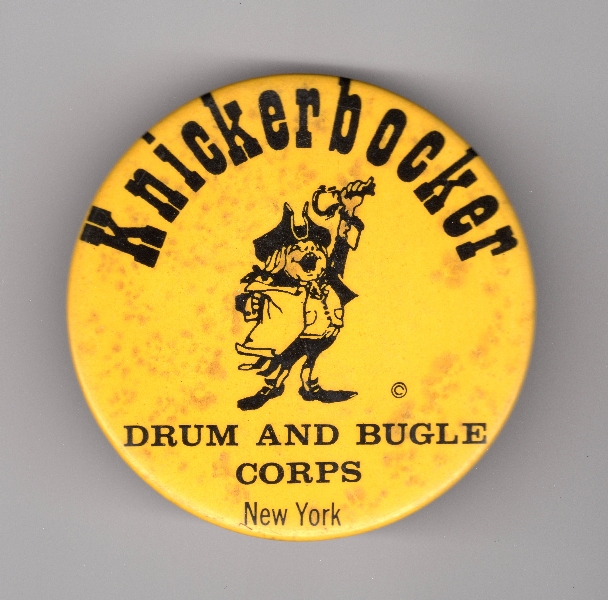 Knickerbocker
©
DRUM AND BUGLE
CORPS
New York